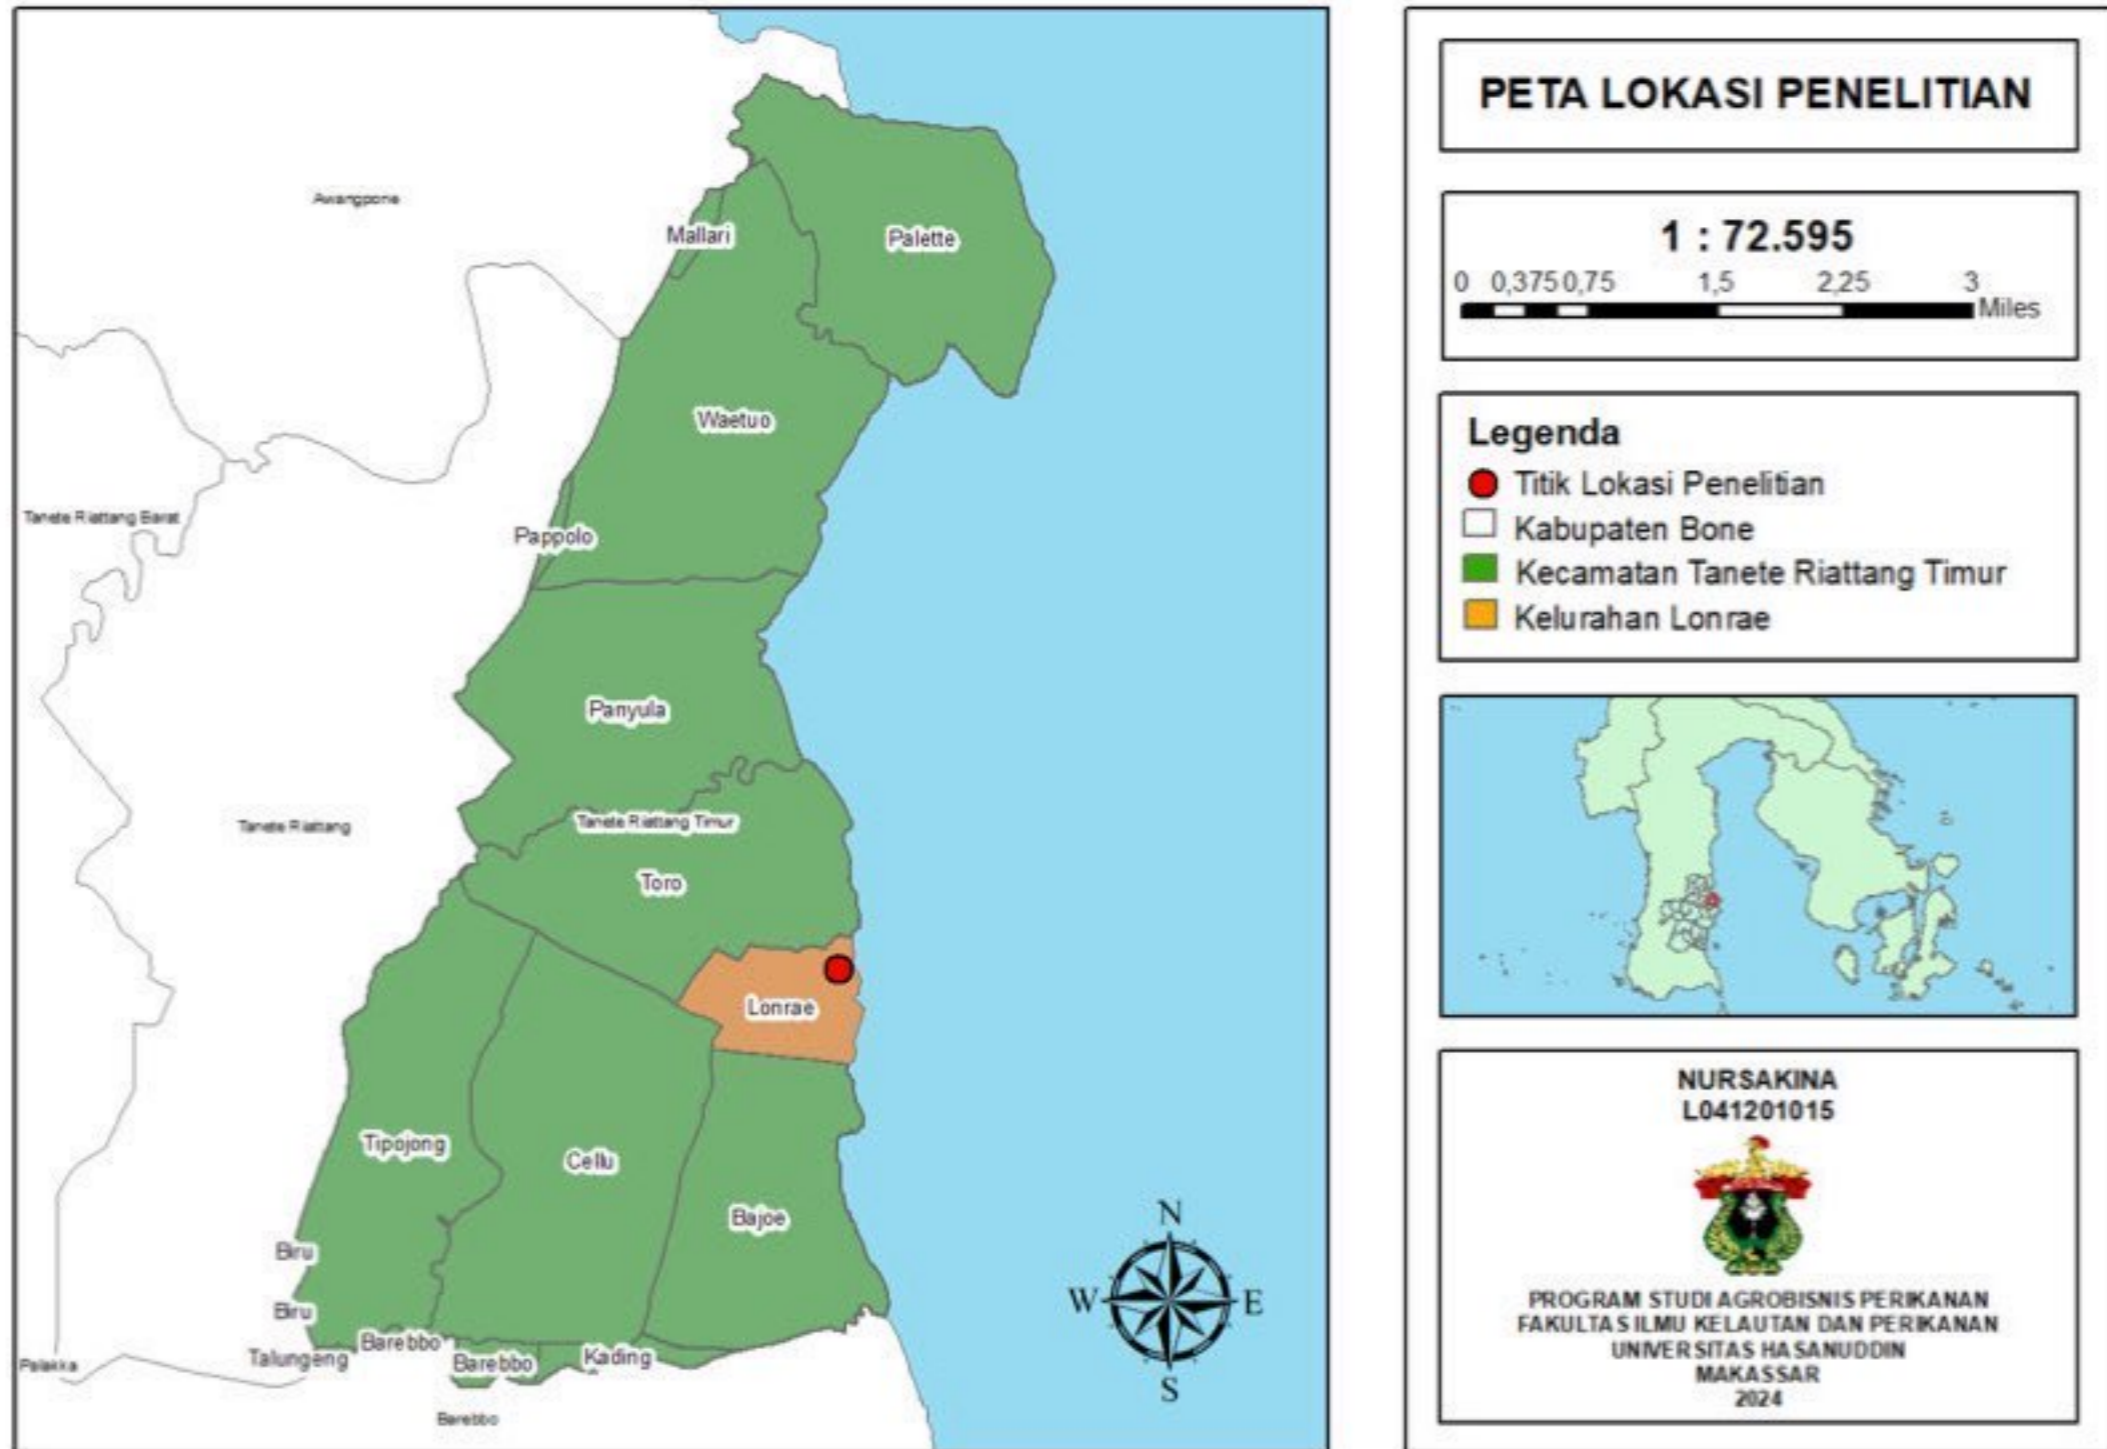 Awangpone
Mallari
Palette
Waetuo
Tanete Riattang Barat
Pappolo
Panyula
Tanete Riattang
Tanete Riattang Timur
Toro
Lonrae
Tipojong
Cellu
Bajoe
Biru
Biru
Talungeng
Barebbo
Barebbo
Kading
Palakka
Barebbo
N
W
E
S
PETA LOKASI PENELITIAN
1 : 72.595
0 0,375 0,75 1,5 2,25 3
Miles
Legenda
Titik Lokasi Penelitian
Kabupaten Bone
Kecamatan Tanete Riattang Timur
Kelurahan Lonrae
NURSAKINA
L041201015
PROGRAM STUDI AGROBISNIS PERIKANAN
FAKULTAS ILMU KELAUTAN DAN PERIKANAN
UNIVERSITAS HASANUDDIN
MAKASSAR
2024